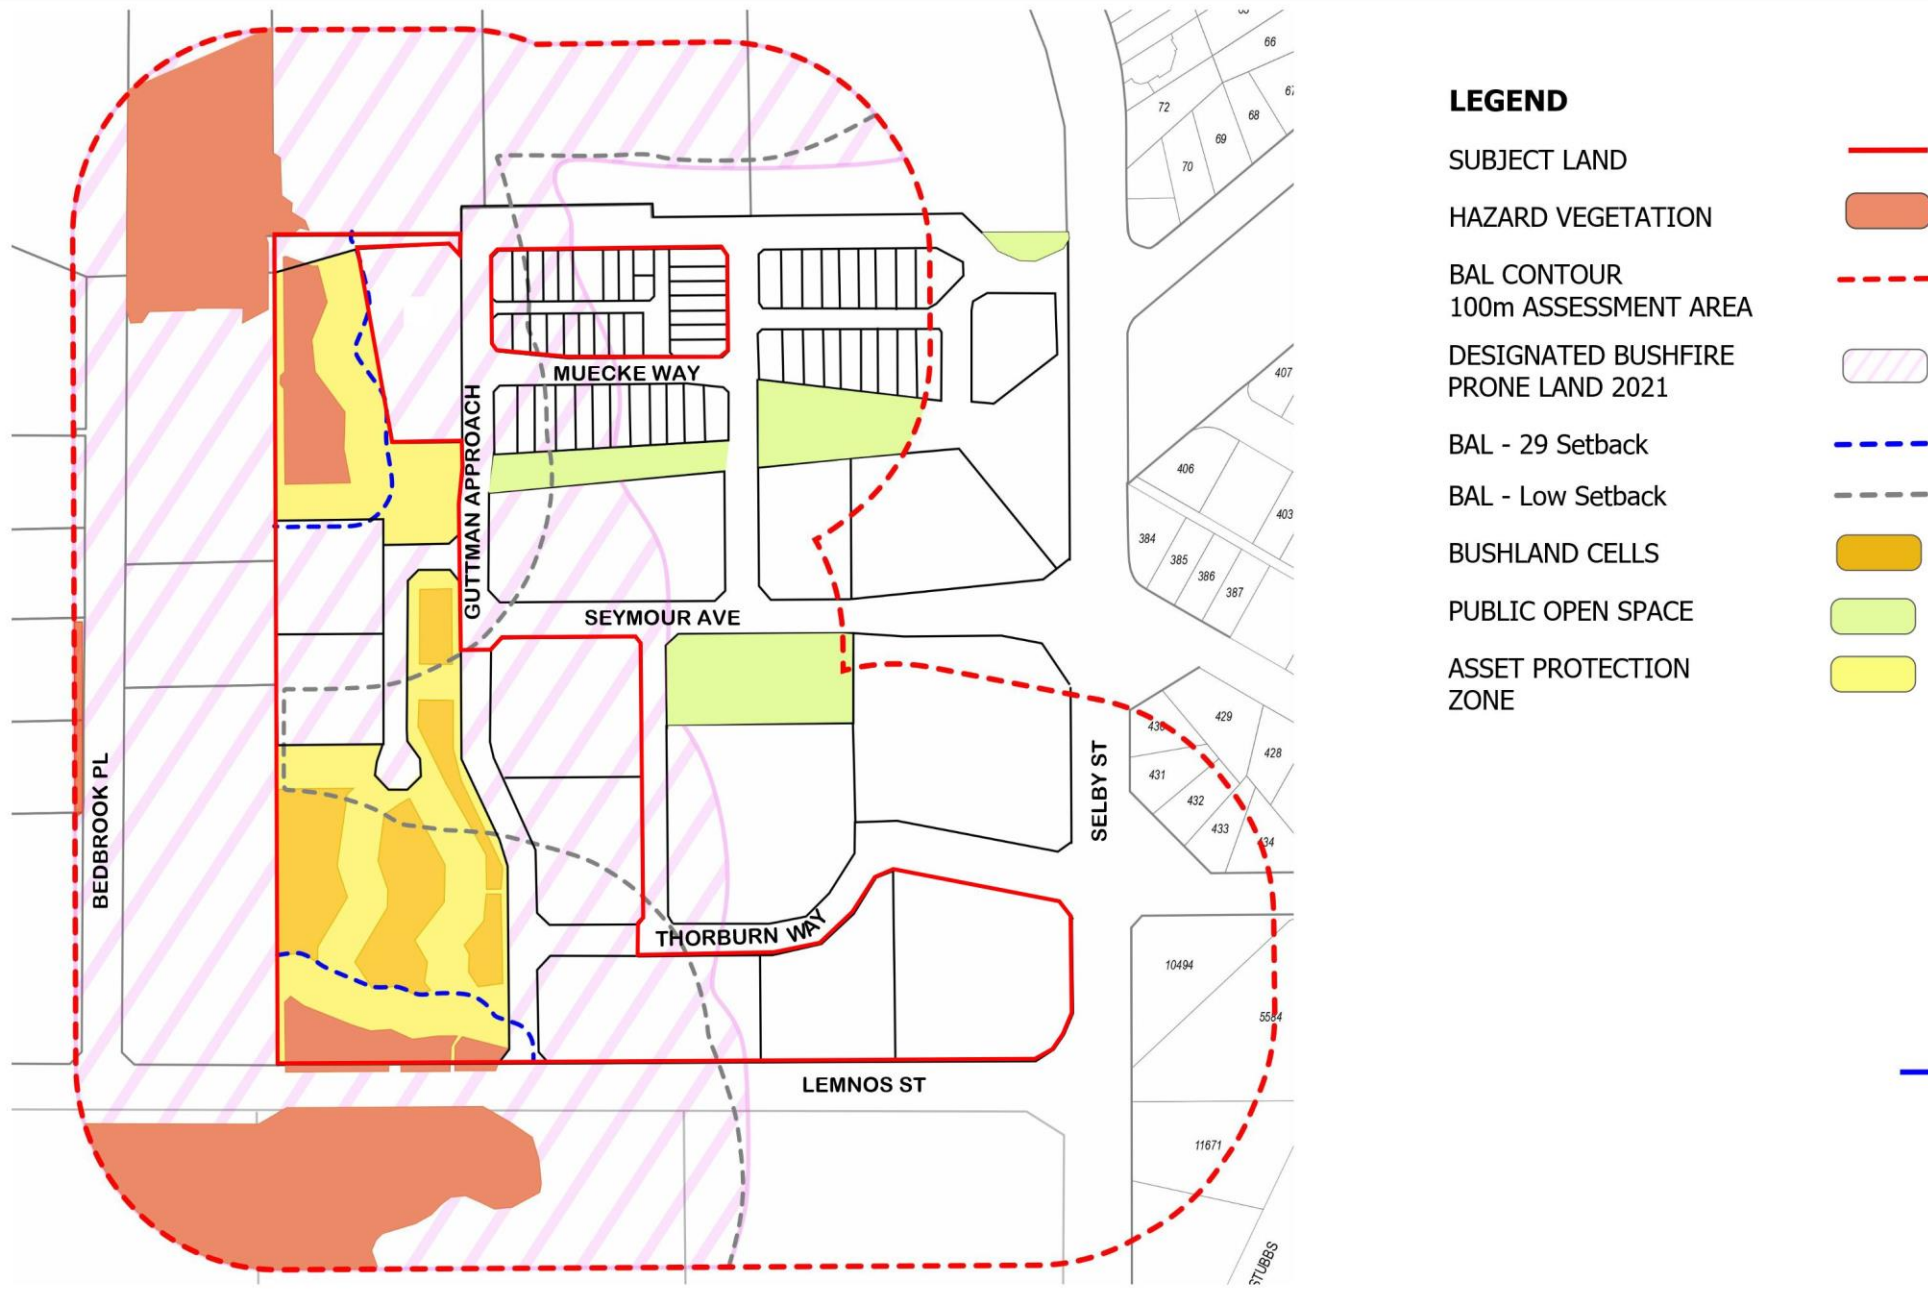 66
67
72
68
69
70
407
406
403
384
385
386
387
MUECKE WAY
GUTTMAN APPROACH
SEYMOUR AVE
429
430
428
431
432
433
434
SELBY ST
BEDBROOK PL
THORBURN WAY
10494
5584
LEMNOS ST
11671
STUBBS
LEGEND
SUBJECT LAND
HAZARD VEGETATION
BAL CONTOUR
100m ASSESSMENT AREA
DESIGNATED BUSHFIRE
PRONE LAND 2021
BAL - 29 Setback
BAL - Low Setback
BUSHLAND CELLS
PUBLIC OPEN SPACE
ASSET PROTECTION
ZONE